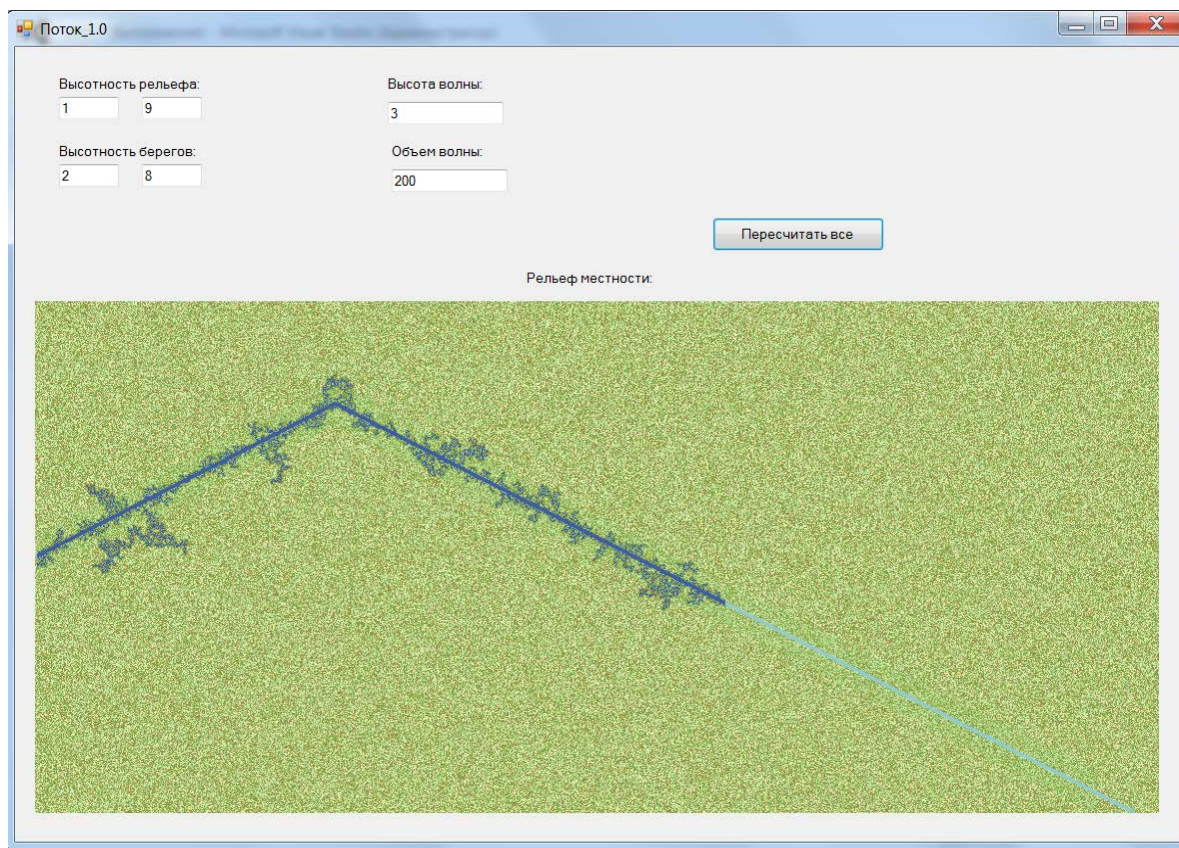 Поток_1.0
Высотность рельефа:
1 9
Высота волны:
3
Высотность берегов:
2 8
Объем волны:
200
Пересчитать все
Рельеф местности: